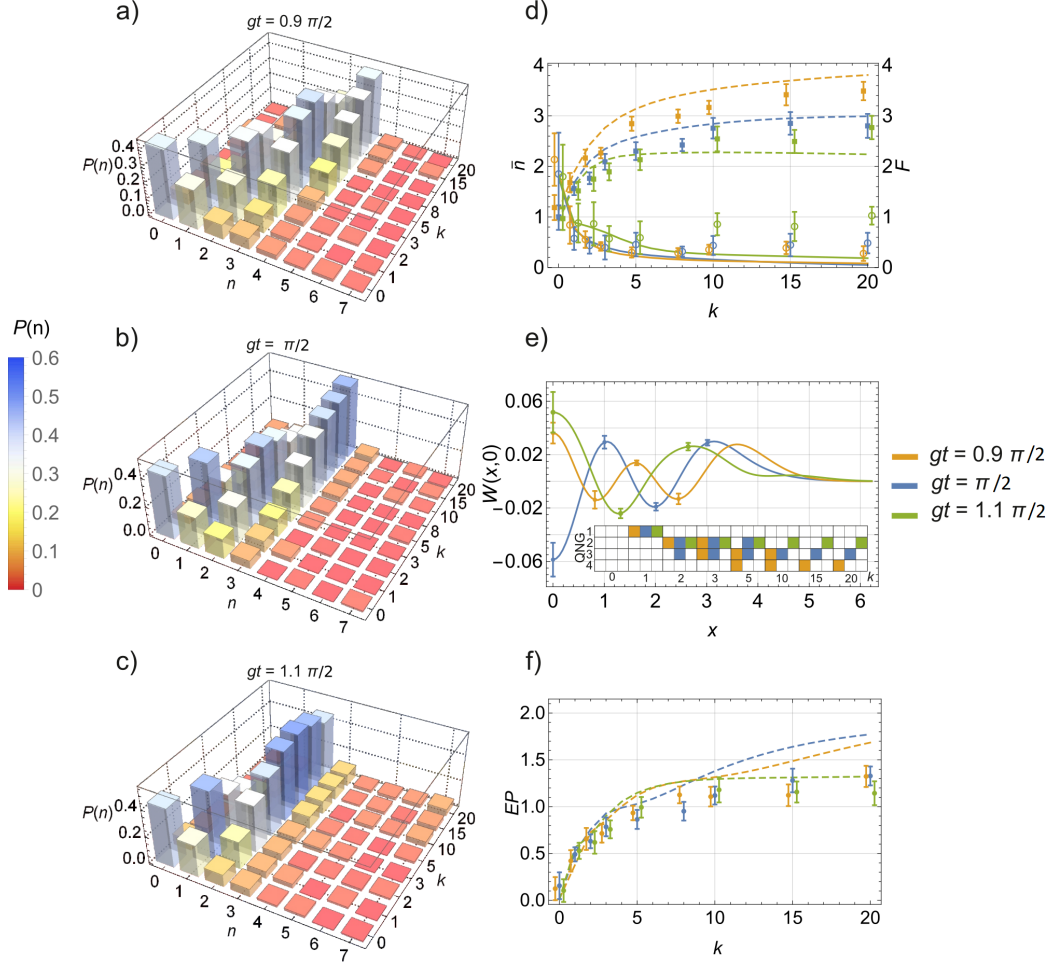 a)
gt = 0.9 π/2
P(n)
0.4
0.3
0.2
0.1
0.0
0 1 2 3 4 5 6 7
n
0 1 2 3 5 8 10 15 20
k
d)
4 3 2 1 0
n̄
4 3 2 1 0
F
0 5 10 15 20
k
P(n)
0.6
0.5
0.4
0.3
0.2
0.1
0
b)
gt = π/2
P(n)
0.4
0.2
0.0
0 1 2 3 4 5 6 7
n
0 1 2 3 5 8 10 15 20
k
e)
0.06
0.02
−0.02
−0.06
W(x,0)
QNG
1
2
3
4
0 1 2 3 5 10 15 20 k
0 1 2 3 4 5 6
x
gt = 0.9 π/2
gt = π/2
gt = 1.1 π/2
c)
gt = 1.1 π/2
P(n)
0.4
0.2
0.0
0 1 2 3 4 5 6 7
n
0 1 2 3 5 8 10 15 20
k
f)
2.0
1.5
1.0
0.5
0.0
EP
0 5 10 15 20
k